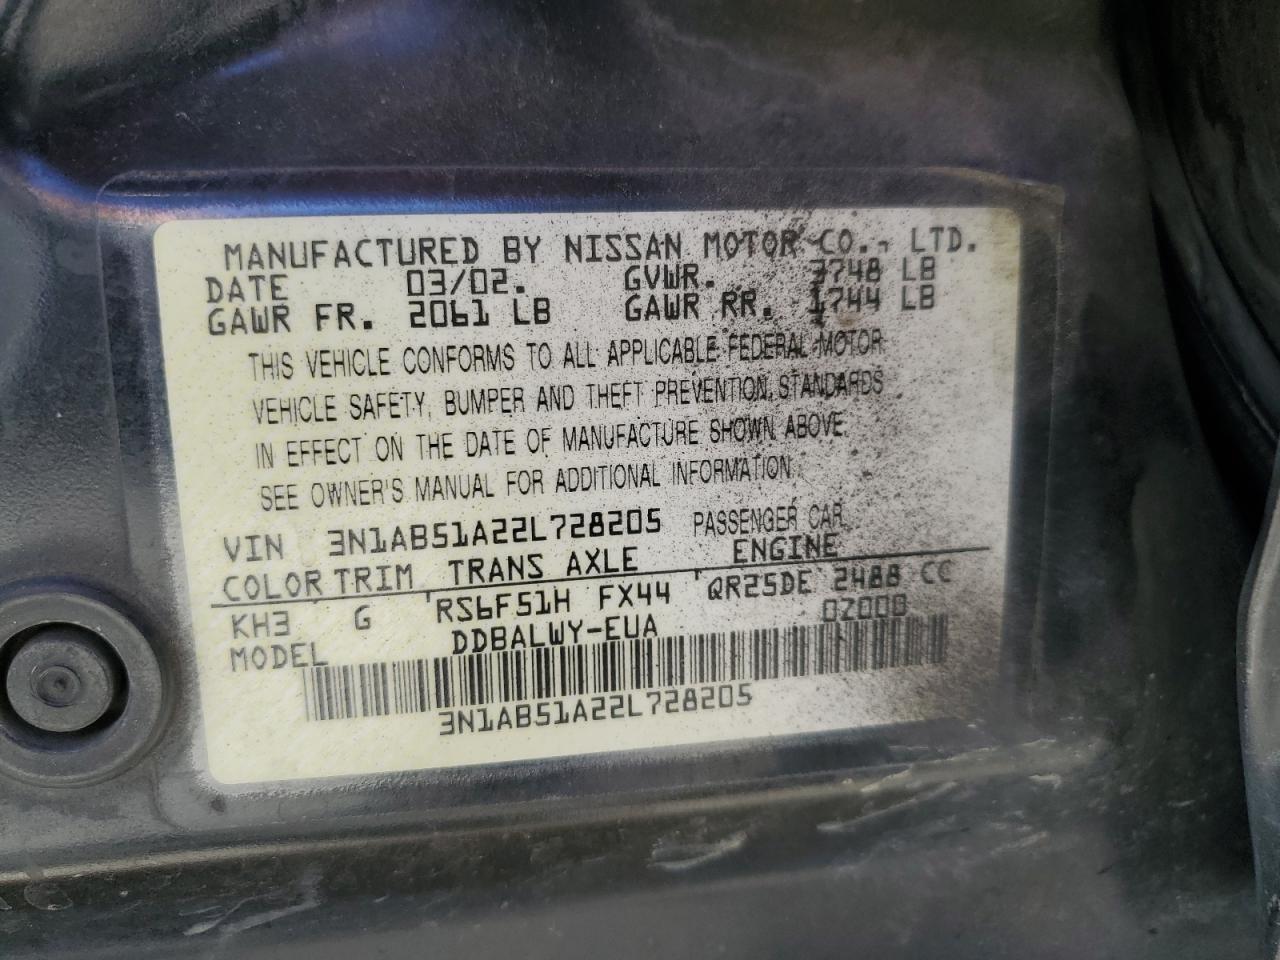 MANUFACTURED BY NISSAN MOTOR CO., LTD.
DATE 03/02. GVWR. 3748 LB
GAWR FR. 2061 LB GAWR RR. 1744 LB
THIS VEHICLE CONFORMS TO ALL APPLICABLE FEDERAL MOTOR
VEHICLE SAFETY, BUMPER AND THEFT PREVENTION STANDARDS
IN EFFECT ON THE DATE OF MANUFACTURE SHOWN ABOVE.
SEE OWNER'S MANUAL FOR ADDITIONAL INFORMATION.
VIN 3N1AB51A22L728205 PASSENGER CAR
COLOR TRIM TRANS AXLE ENGINE
KH3 G RS6F51H FX44 QR25DE 2488 CC
MODEL DDBALWY-EUA 02000
3N1AB51A22L728205